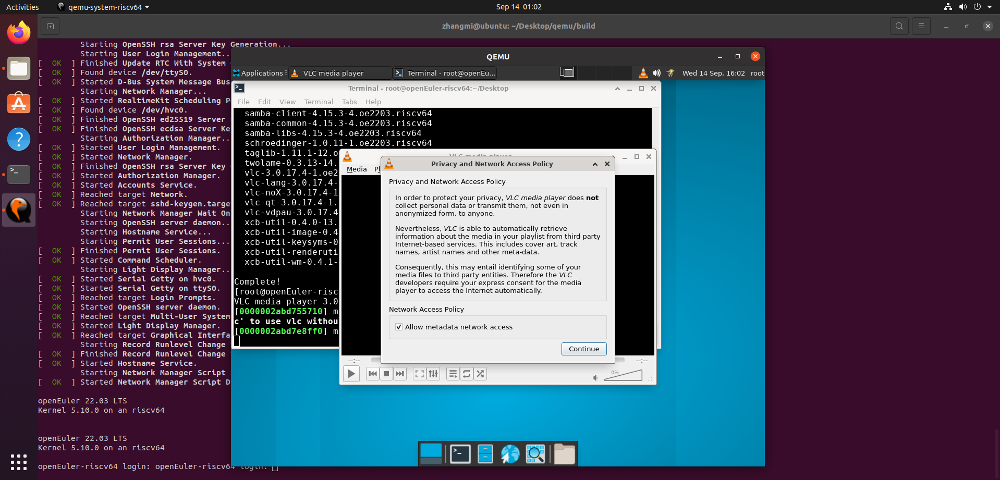 Activities
qemu-system-riscv64
Sep 14 01:02
zhangmi@ubuntu: ~/Desktop/qemu/build
Starting OpenSSH rsa Server Key Generation...
Starting User Login Management..
[ OK ] Finished Update RTC With System
[ OK ] Found device /dev/ttyS0.
[ OK ] Started D-Bus System Message Bus
Starting Network Manager...
[ OK ] Started RealtimeKit Scheduling P
[ OK ] Found device /dev/hvc0.
[ OK ] Finished OpenSSH ed25519 Server
[ OK ] Finished OpenSSH ecdsa Server Ke
Starting Authorization Manager..
[ OK ] Started User Login Management.
[ OK ] Started Network Manager.
[ OK ] Finished OpenSSH rsa Server Key
[ OK ] Started Authorization Manager.
[ OK ] Started Accounts Service.
[ OK ] Reached target Network.
[ OK ] Reached target sshd-keygen.targe
Starting Network Manager Wait On
Starting OpenSSH server daemon..
Starting Hostname Service...
Starting Permit User Sessions...
[ OK ] Finished Permit User Sessions.
[ OK ] Started Command Scheduler.
Starting Light Display Manager..
[ OK ] Started Serial Getty on hvc0.
[ OK ] Started Serial Getty on ttyS0.
[ OK ] Reached target Login Prompts.
[ OK ] Started OpenSSH server daemon.
[ OK ] Reached target Multi-User System
[ OK ] Started Light Display Manager.
[ OK ] Reached target Graphical Interfa
Starting Record Runlevel Change
[ OK ] Finished Record Runlevel Change
[ OK ] Started Hostname Service.
Starting Network Manager Script
[ OK ] Started Network Manager Script D
openEuler 22.03 LTS
Kernel 5.10.0 on an riscv64
openEuler 22.03 LTS
Kernel 5.10.0 on an riscv64
openEuler-riscv64 login: openEuler-riscv64 login:
QEMU
Applications
VLC media player
Terminal - root@openEu...
Wed 14 Sep, 16:02
root
Terminal - root@openEuler-riscv64:~/Desktop
File Edit View Terminal Tabs Help
samba-client-4.15.3-4.oe2203.riscv64
samba-common-4.15.3-4.oe2203.riscv64
samba-libs-4.15.3-4.oe2203.riscv64
schroedinger-1.0.11-1.oe2203.riscv64
taglib-1.11.1-12.o
twolame-0.3.13-14.
vlc-3.0.17.4-1.oe2
vlc-lang-3.0.17.4-
vlc-noX-3.0.17.4-1
vlc-qt-3.0.17.4-1.
vlc-vdpau-3.0.17.4
xcb-util-0.4.0-13.
xcb-util-image-0.4
xcb-util-keysyms-0
xcb-util-renderuti
xcb-util-wm-0.4.1-
Complete!
[root@openEuler-risc
VLC media player 3.0
[0000002abd755710] m
c' to use vlc withou
[0000002abd7e8ff0] m
VLC media player
Media Pl
Privacy and Network Access Policy
Privacy and Network Access Policy
In order to protect your privacy, VLC media player does not
collect personal data or transmit them, not even in
anonymized form, to anyone.
Nevertheless, VLC is able to automatically retrieve
information about the media in your playlist from third party
Internet-based services. This includes cover art, track
names, artist names and other meta-data.
Consequently, this may entail identifying some of your
media files to third party entities. Therefore the VLC
developers require your express consent for the media
player to access the Internet automatically.
Network Access Policy
Allow metadata network access
Continue
--:--
--:--
0%